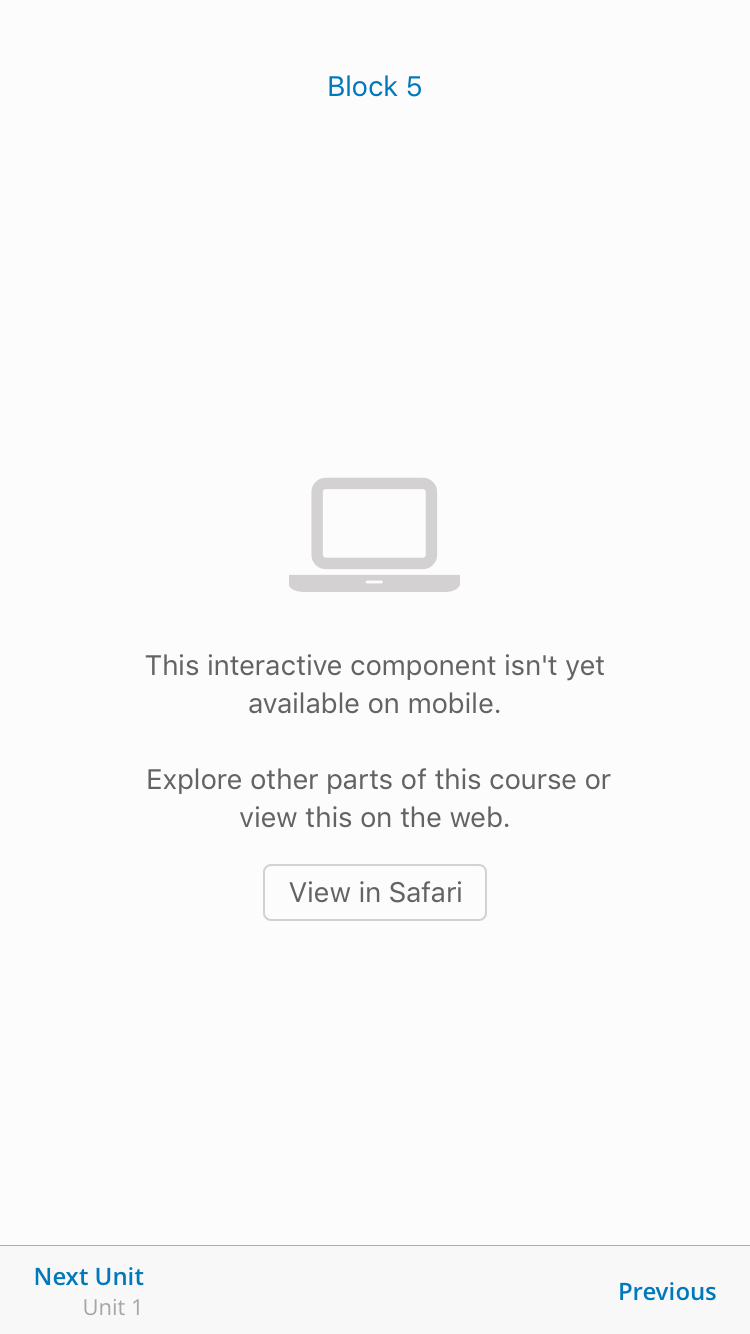 Block 5
This interactive component isn't yet
available on mobile.
Explore other parts of this course or
view this on the web.
View in Safari
Next Unit
Unit 1
Previous